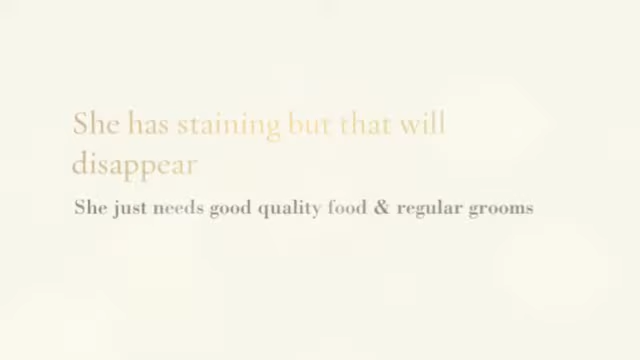 She has staining but that will
disappear
She just needs good quality food & regular grooms